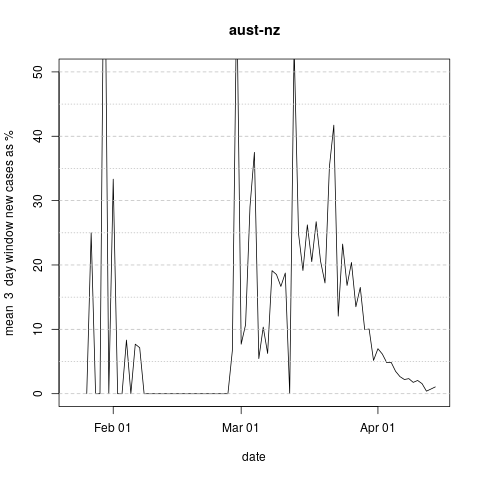 aust-nz
mean 3 day window new cases as %
50
40
30
20
10
0
Feb 01
Mar 01
Apr 01
date